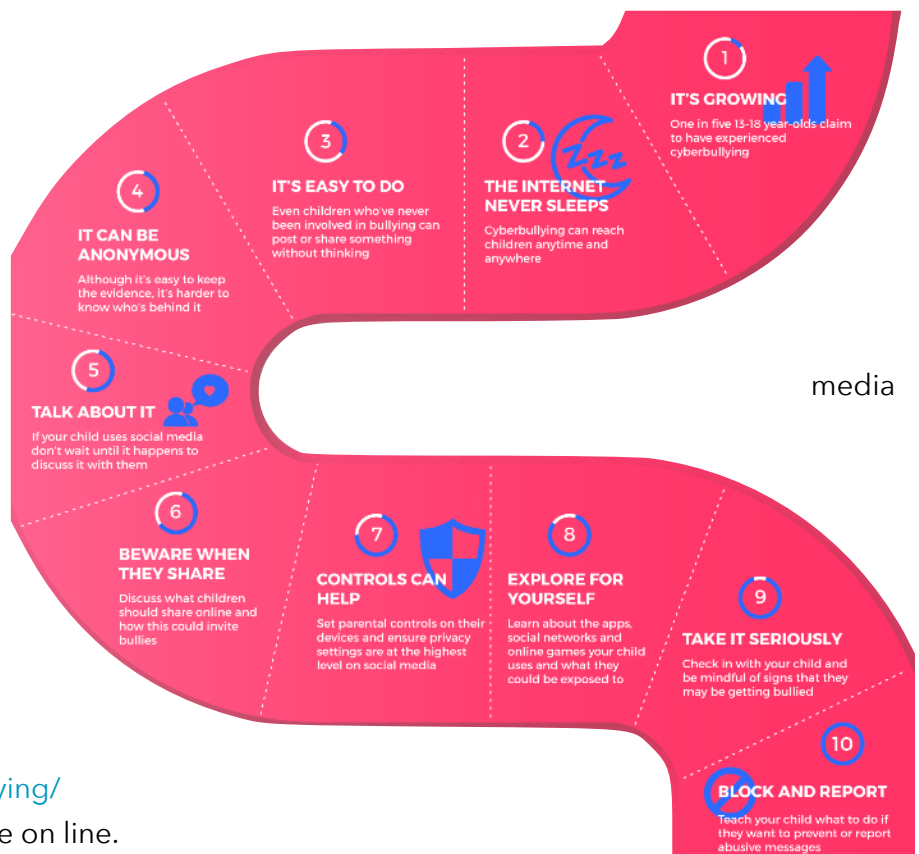 1
IT'S GROWING
One in five 13-18 year-olds claim
to have experienced
cyberbullying
2
THE INTERNET
NEVER SLEEPS
Cyberbullying can reach
children anytime and
anywhere
3
IT'S EASY TO DO
Even children who've never
been involved in bullying can
post or share something
without thinking
4
IT CAN BE
ANONYMOUS
Although it's easy to keep
the evidence, it's harder to
know who's behind it
5
TALK ABOUT IT
If your child uses social media
don't wait until it happens to
discuss it with them
media
6
BEWARE WHEN
THEY SHARE
Discuss what children
should share online and
how this could invite
bullies
7
CONTROLS CAN
HELP
Set parental controls on their
devices and ensure privacy
settings are at the highest
level on social media
8
EXPLORE FOR
YOURSELF
Learn about the apps,
social networks and
online games your child
uses and what they
could be exposed to
9
TAKE IT SERIOUSLY
Check in with your child and
be mindful of signs that they
may be getting bullied
10
BLOCK AND REPORT
Teach your child what to do if
they want to prevent or report
abusive messages
ying/
e on line.